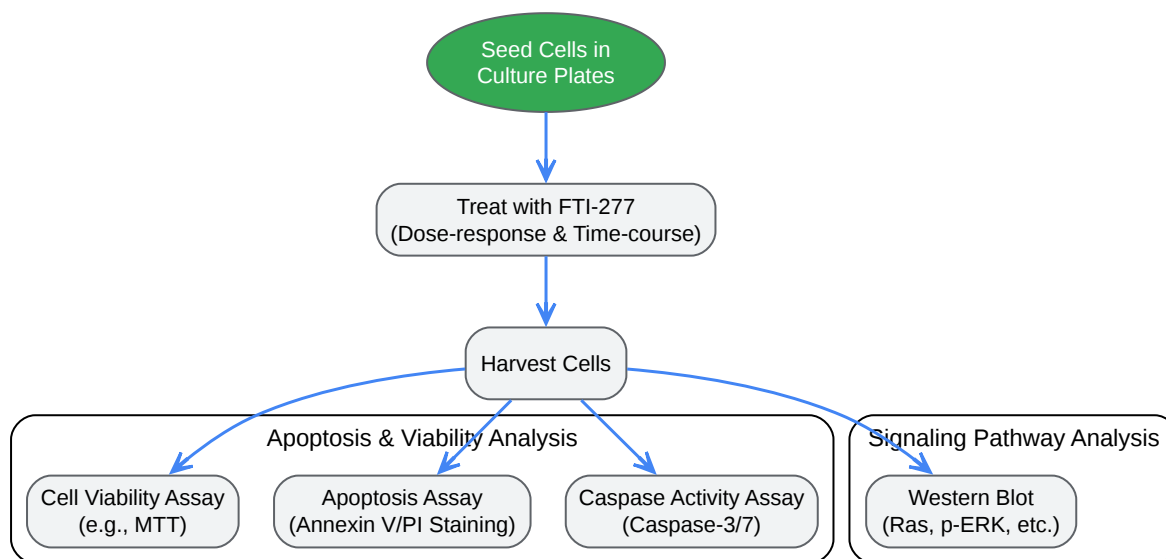 Seed Cells in
Culture Plates
Treat with FTI-277
(Dose-response & Time-course)
Harvest Cells
Apoptosis & Viability Analysis
Signaling Pathway Analysis
Cell Viability Assay
(e.g., MTT)
Apoptosis Assay
(Annexin V/PI Staining)
Caspase Activity Assay
(Caspase-3/7)
Western Blot
(Ras, p-ERK, etc.)